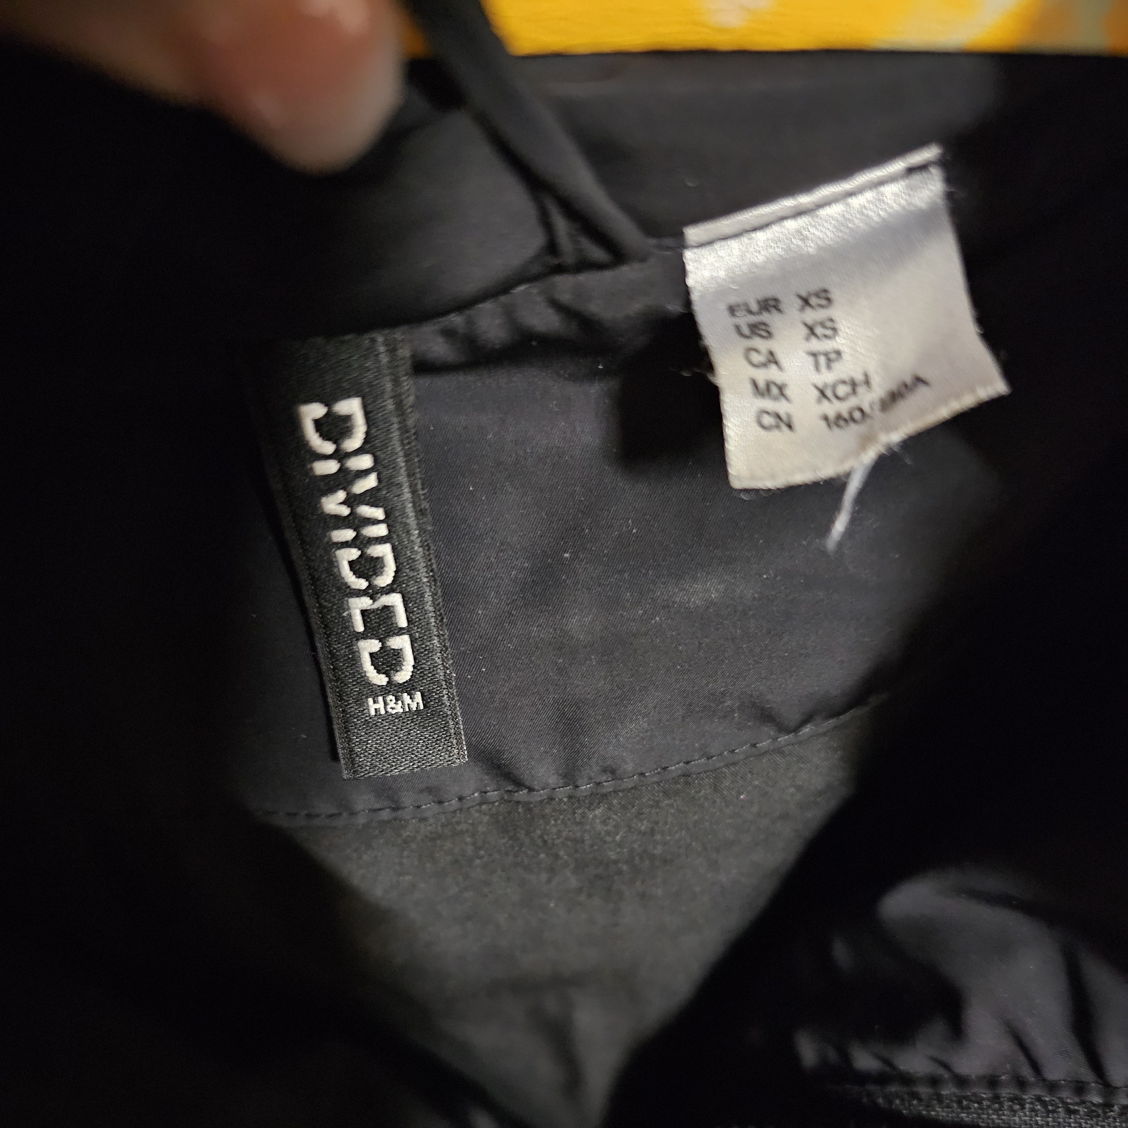 DIVIDED
H&M
EUR XS
US XS
CA TP
MX XCH
CN